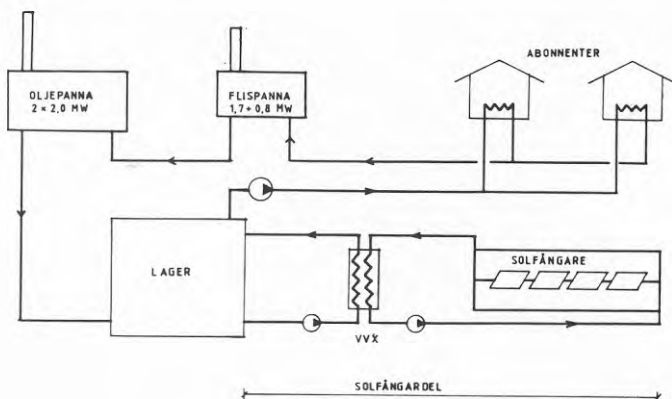 ABONNENTER
OLJEPANNA
2 × 2,0 MW
FLISPANNA
1,7 + 0,8 MW
LAGER
VVX
SOLFÅNGARE
SOLFÅNGARDEL